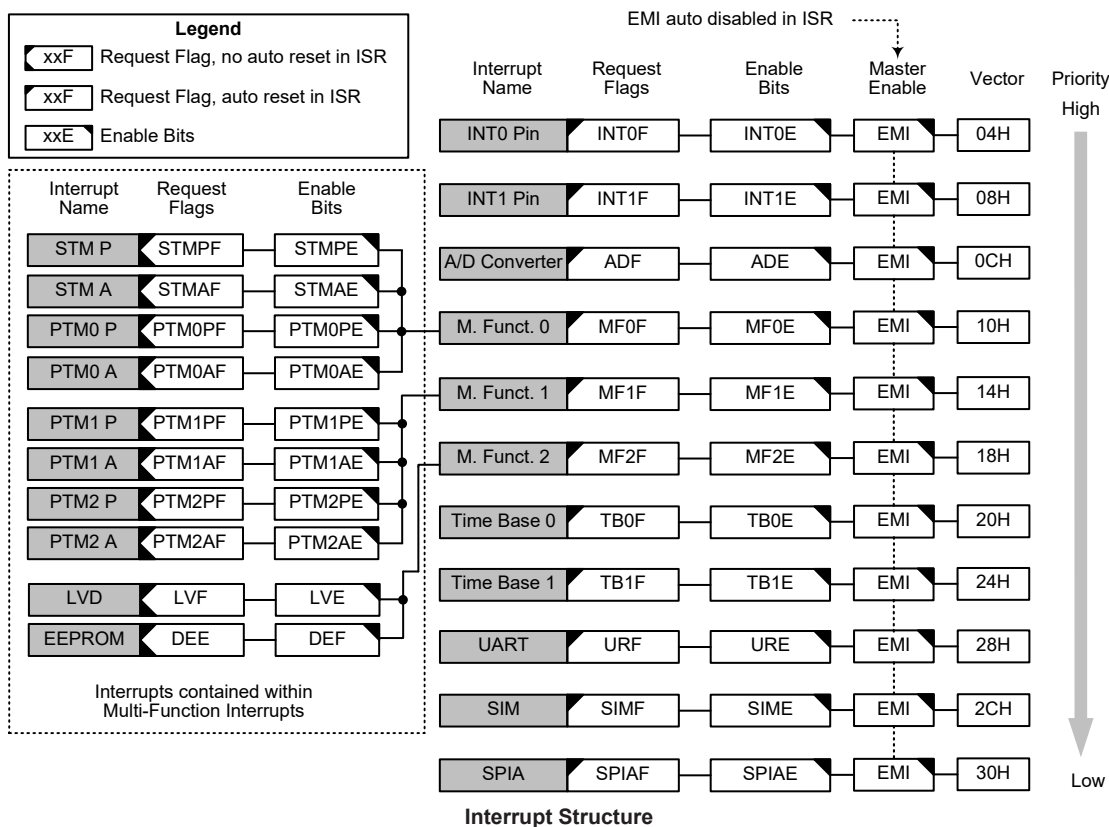 Legend
xxF Request Flag, no auto reset in ISR
xxF Request Flag, auto reset in ISR
xxE Enable Bits
EMI auto disabled in ISR
Interrupt Name Request Flags Enable Bits Master Enable Vector Priority
High
INT0 Pin INT0F INT0E EMI 04H
INT1 Pin INT1F INT1E EMI 08H
A/D Converter ADF ADE EMI 0CH
M. Funct. 0 MF0F MF0E EMI 10H
M. Funct. 1 MF1F MF1E EMI 14H
M. Funct. 2 MF2F MF2E EMI 18H
Time Base 0 TB0F TB0E EMI 20H
Time Base 1 TB1F TB1E EMI 24H
UART URF URE EMI 28H
SIM SIMF SIME EMI 2CH
SPIA SPIAF SPIAE EMI 30H
Low
Interrupt Name Request Flags Enable Bits
STM P STMPF STMPE
STM A STMAF STMAE
PTM0 P PTM0PF PTM0PE
PTM0 A PTM0AF PTM0AE
PTM1 P PTM1PF PTM1PE
PTM1 A PTM1AF PTM1AE
PTM2 P PTM2PF PTM2PE
PTM2 A PTM2AF PTM2AE
LVD LVF LVE
EEPROM DEE DEF
Interrupts contained within
Multi-Function Interrupts
Interrupt Structure